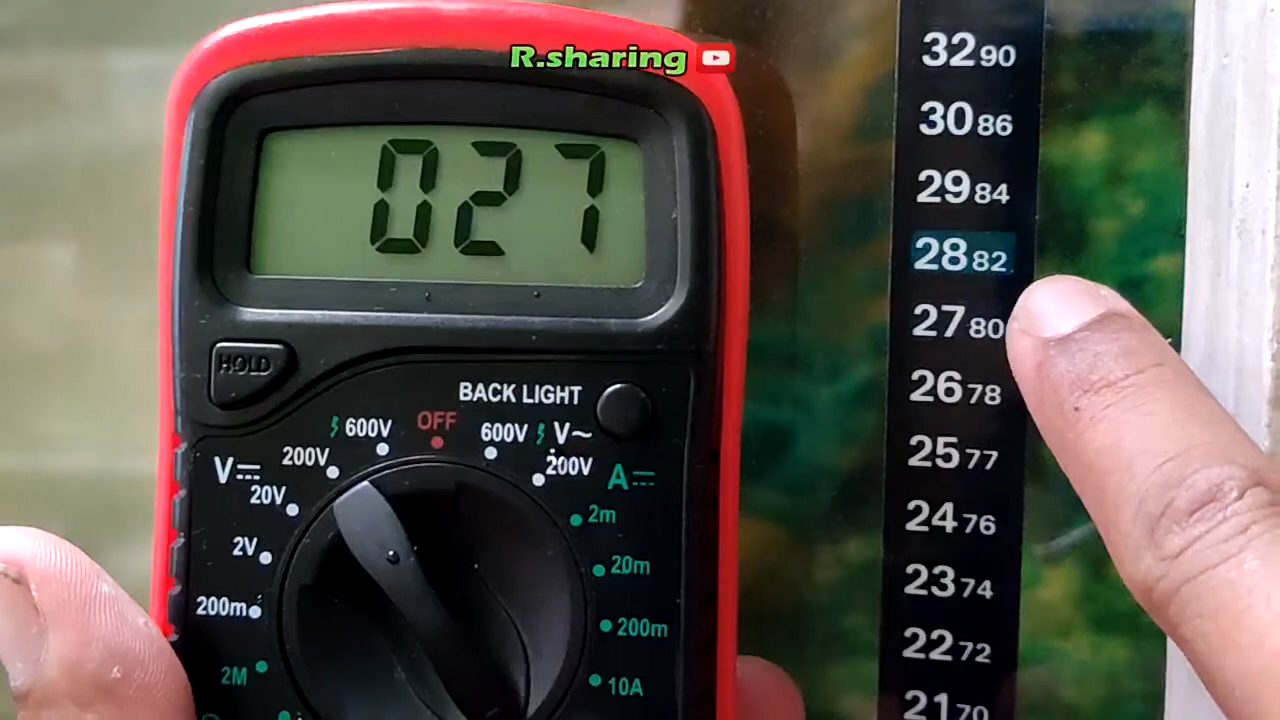 R.sharing
027
HOLD
BACK LIGHT
OFF
600V
200V
V
20V
2V
200m
2M
600V V~
200V
A
2m
20m
200m
10A
32 90
30 86
29 84
28 82
27 80
26 78
25 77
24 76
23 74
22 72
21 70